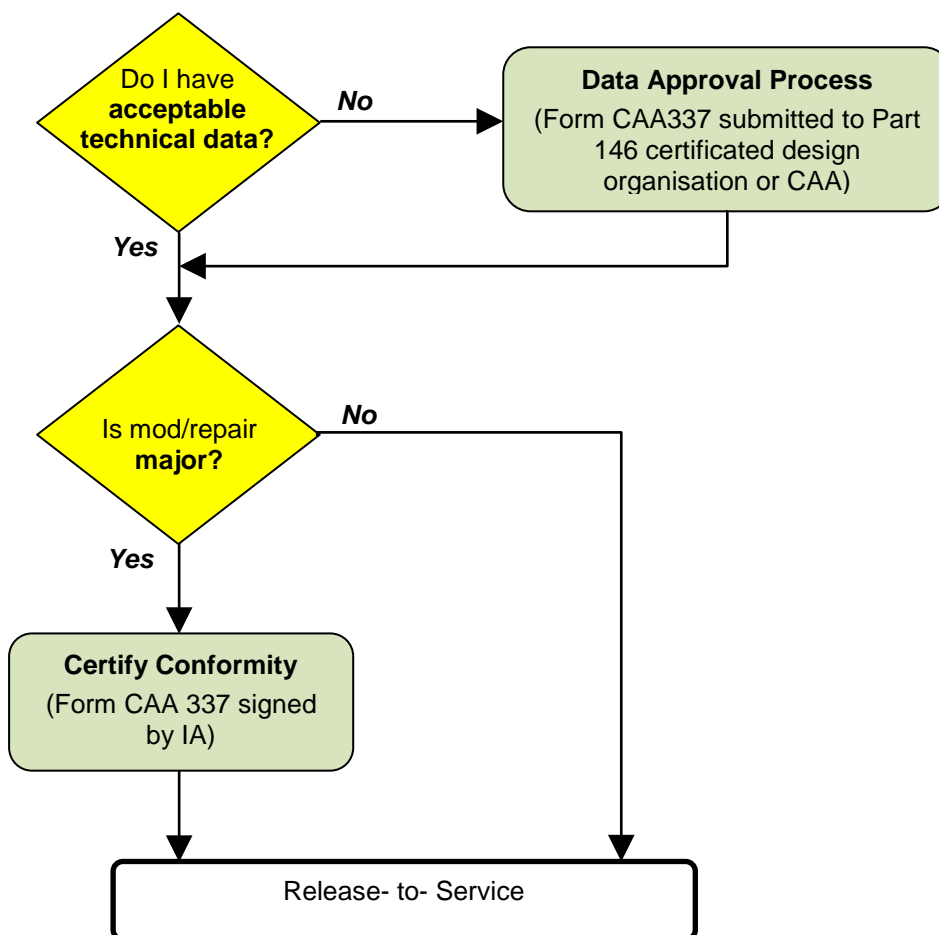 Do I have
acceptable
technical data?
No
Data Approval Process
(Form CAA337 submitted to Part
146 certificated design
organisation or CAA)
Yes
Is mod/repair
major?
No
Yes
Certify Conformity
(Form CAA 337 signed
by IA)
Release- to- Service